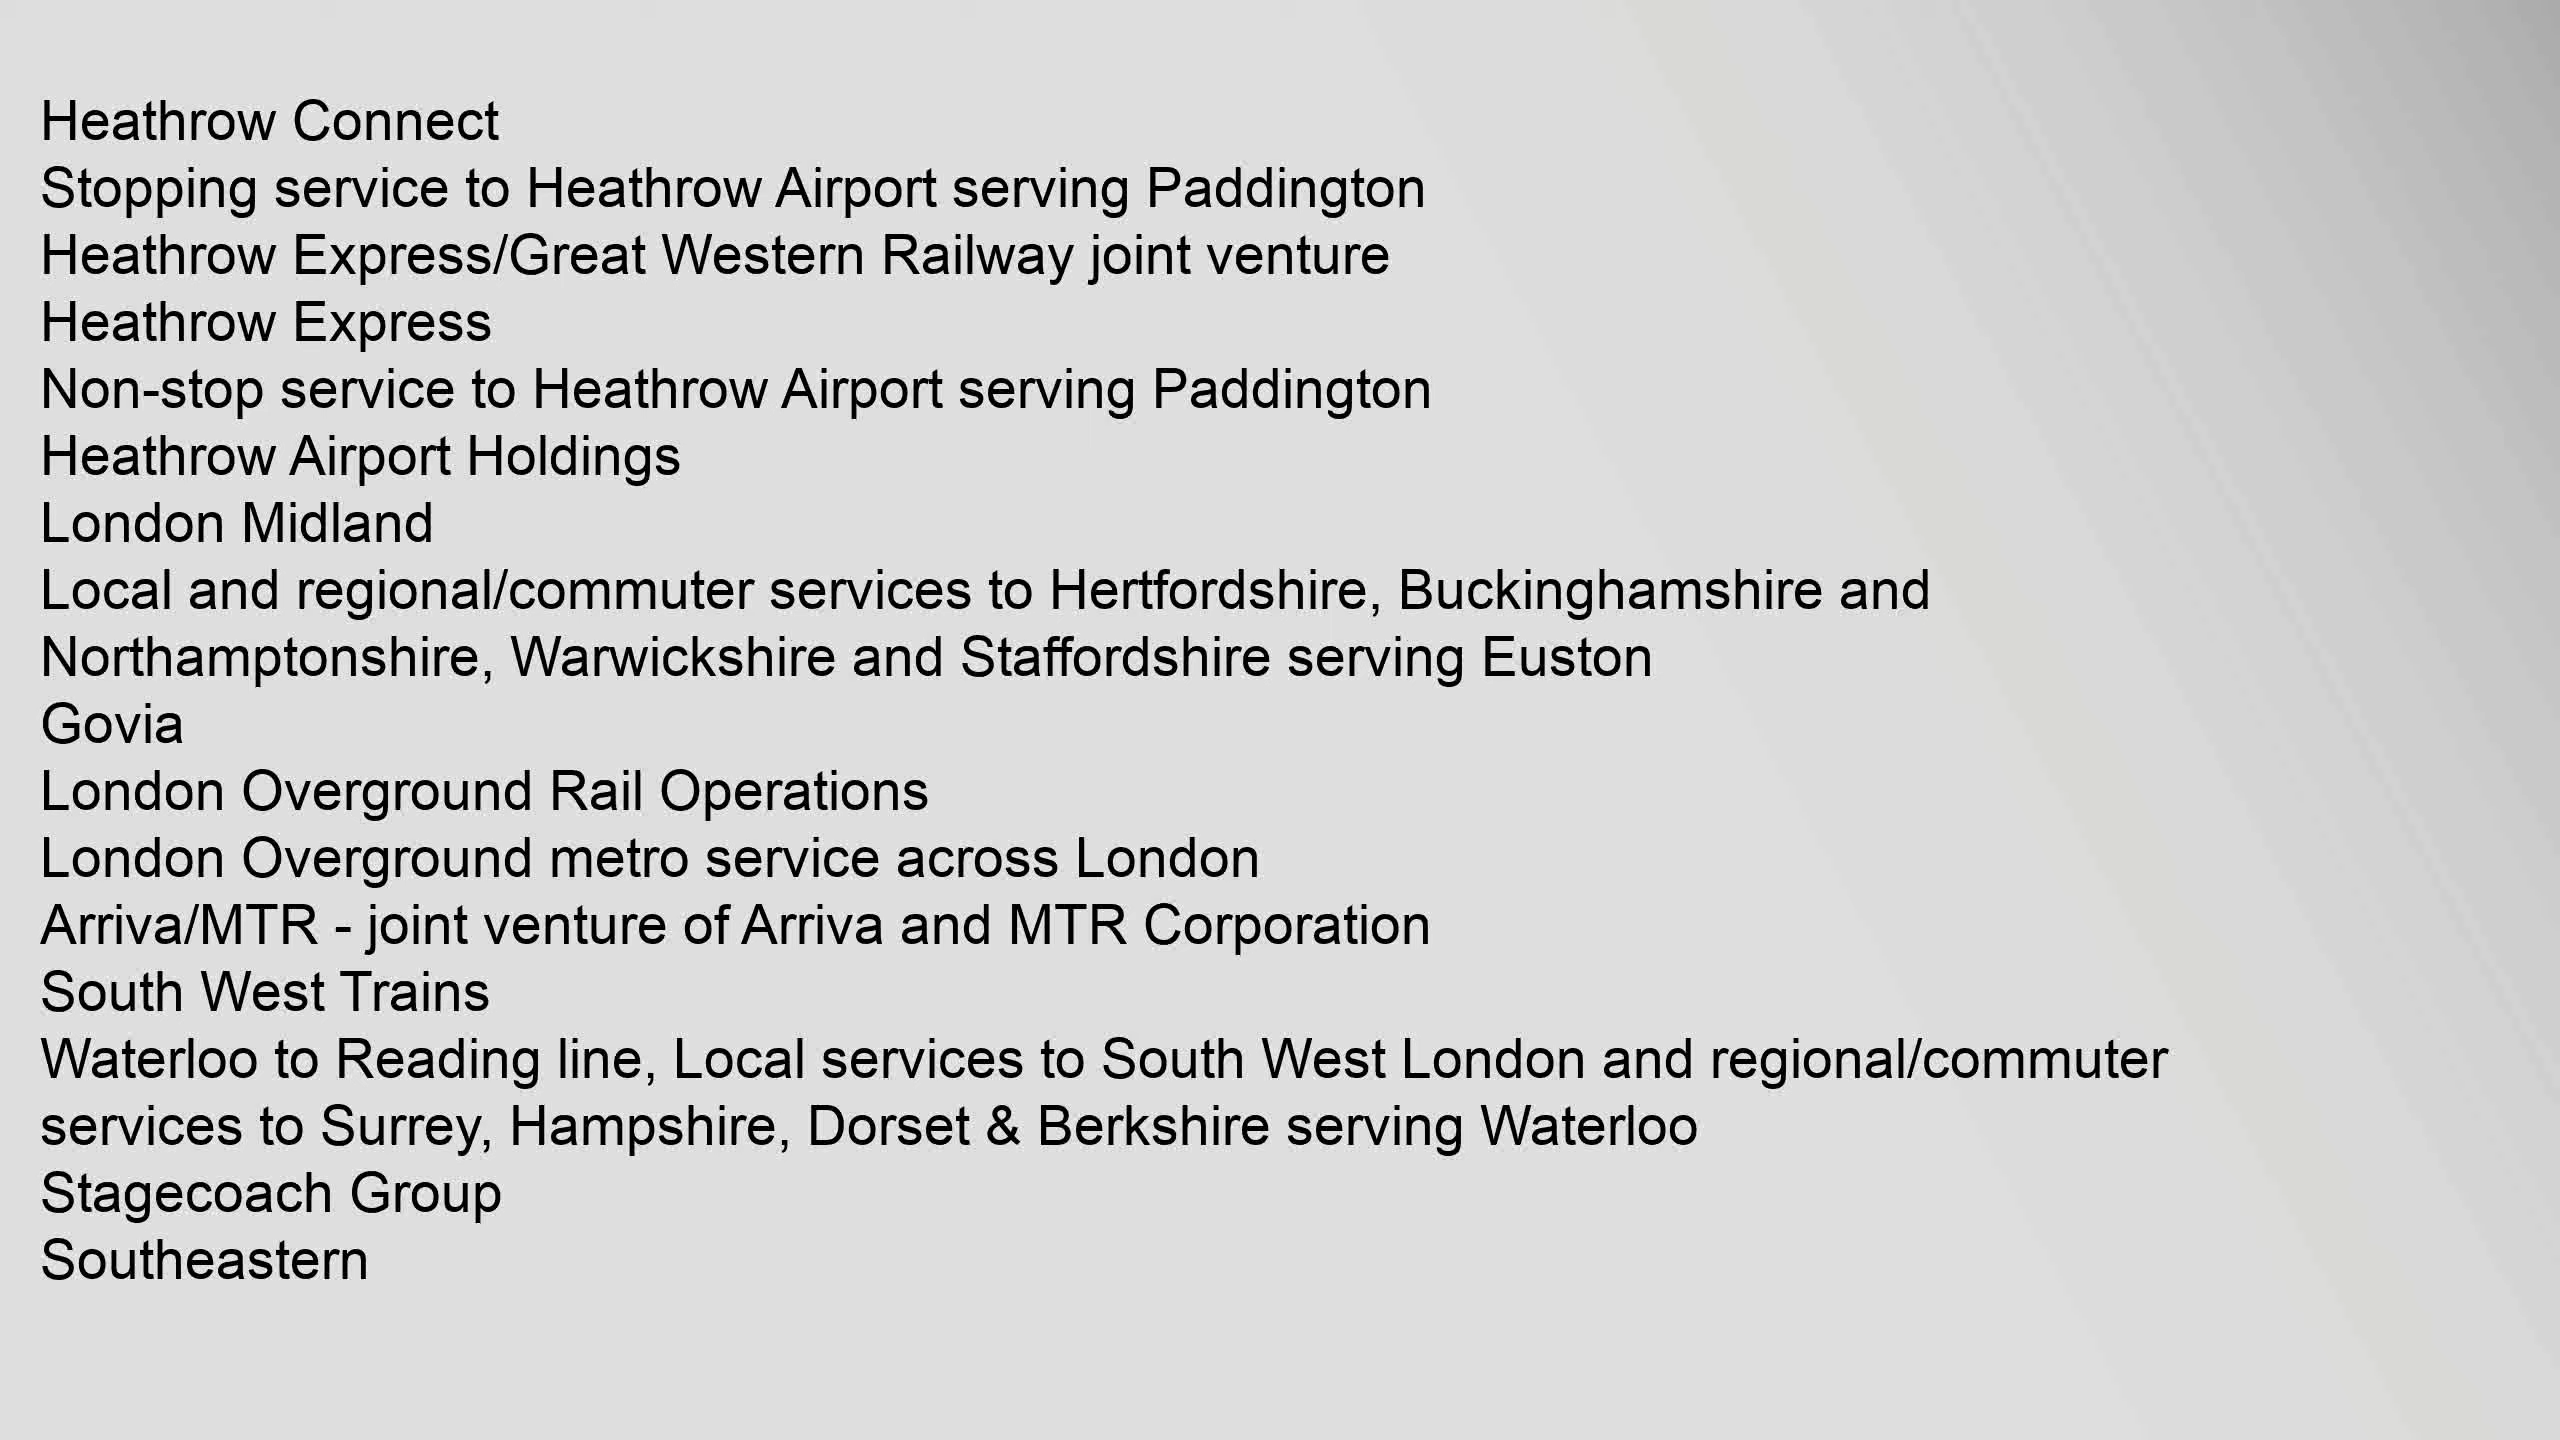 Heathrow Connect
Stopping service to Heathrow Airport serving Paddington
Heathrow Express/Great Western Railway joint venture
Heathrow Express
Non-stop service to Heathrow Airport serving Paddington
Heathrow Airport Holdings
London Midland
Local and regional/commuter services to Hertfordshire, Buckinghamshire and
Northamptonshire, Warwickshire and Staffordshire serving Euston
Govia
London Overground Rail Operations
London Overground metro service across London
Arriva/MTR - joint venture of Arriva and MTR Corporation
South West Trains
Waterloo to Reading line, Local services to South West London and regional/commuter
services to Surrey, Hampshire, Dorset & Berkshire serving Waterloo
Stagecoach Group
Southeastern